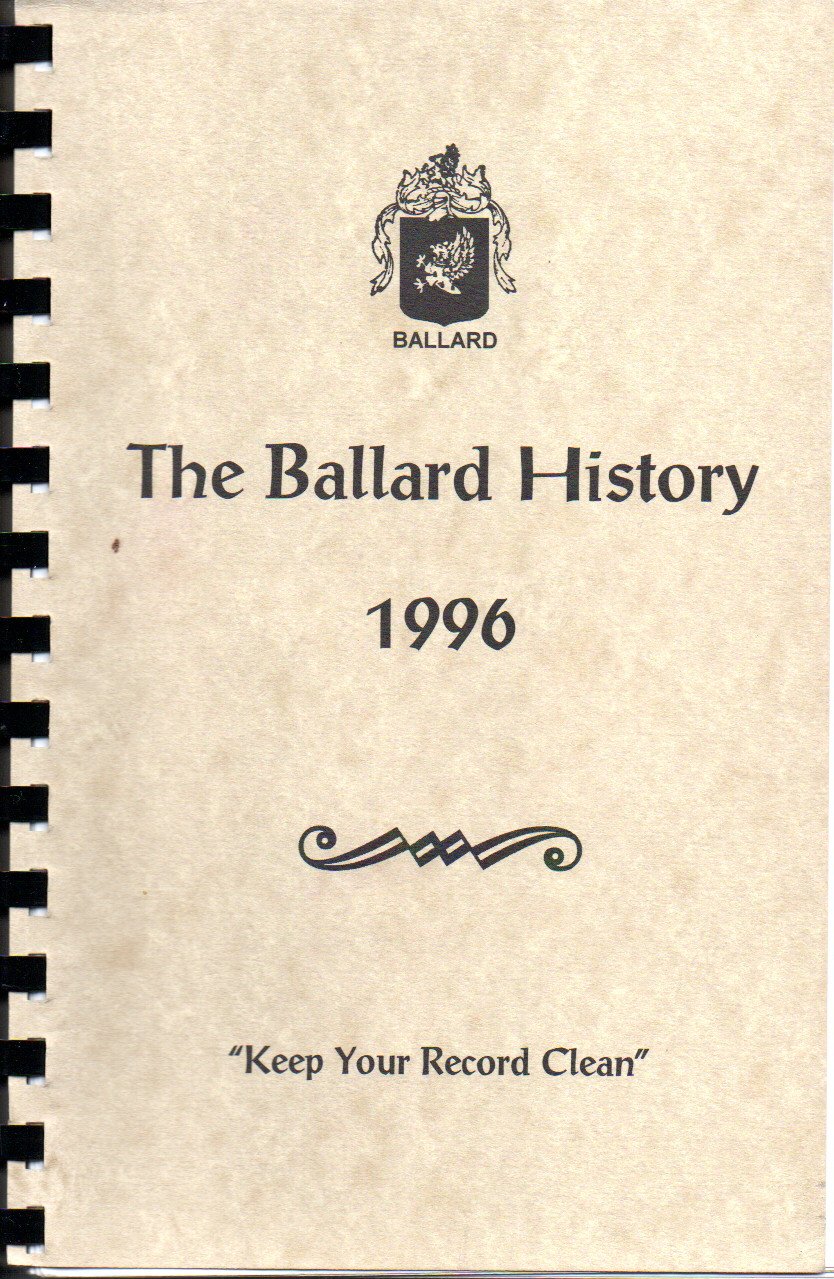 BALLARD
The Ballard History
1996
“Keep Your Record Clean”